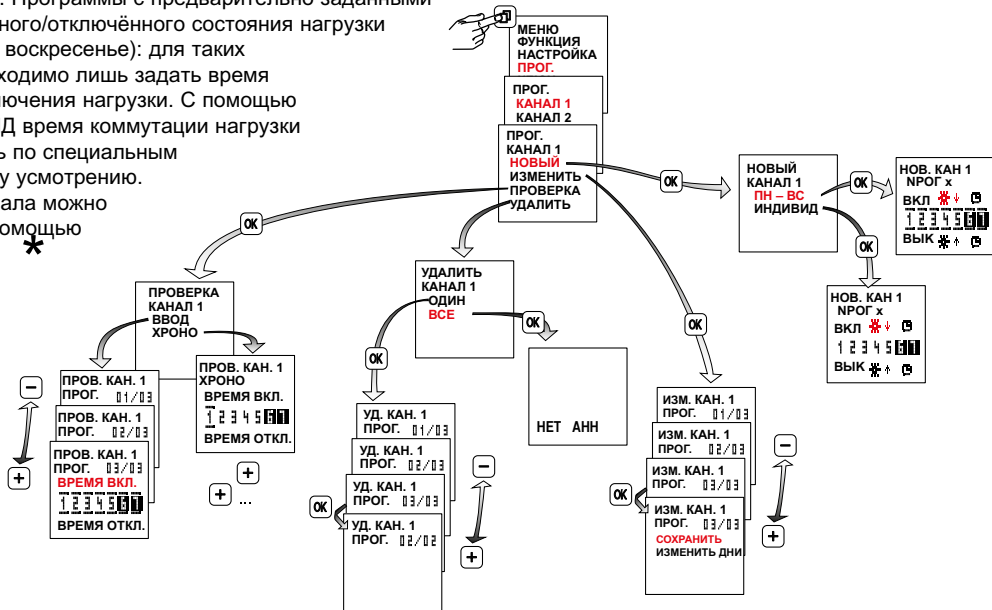 . Программы с предварительно заданными
ного/отключённого состояния нагрузки
воскресенье): для таких
ходимо лишь задать время
лючения нагрузки. С помощью
Д время коммутации нагрузки
ь по специальным
у усмотрению.
ала можно
омощью
*
МЕНЮ
ФУНКЦИЯ
НАСТРОЙКА
ПРОГ.
ПРОГ.
КАНАЛ 1
КАНАЛ 2
ПРОГ.
КАНАЛ 1
НОВЫЙ
ИЗМЕНИТЬ
ПРОВЕРКА
УДАЛИТЬ
OK
НОВЫЙ
КАНАЛ 1
ПН – ВС
ИНДИВИД
OK
НОВ. КАН 1
NРОГ x
ВКЛ
1 2 3 4 5 6 7
ВЫК
OK
НОВ. КАН 1
NРОГ x
ВКЛ
1 2 3 4 5 6 7
ВЫК
OK
ПРОВЕРКА
КАНАЛ 1
ВВОД
ХРОНО
ПРОВ. КАН. 1
ПРОГ. 01/03
ПРОВ. КАН. 1
ПРОГ. 02/03
ПРОВ. КАН. 1
ПРОГ. 03/03
ВРЕМЯ ВКЛ.
1 2 3 4 5 6 7
ВРЕМЯ ОТКЛ.
−
+
ПРОВ. КАН. 1
ХРОНО
ВРЕМЯ ВКЛ.
1 2 3 4 5 6 7
ВРЕМЯ ОТКЛ.
+
+ ...
OK
УДАЛИТЬ
КАНАЛ 1
ОДИН
ВСЕ
OK
УД. КАН. 1
ПРОГ. 01/03
УД. КАН. 1
ПРОГ. 02/03
УД. КАН. 1
ПРОГ. 03/03
OK
УД. КАН. 1
ПРОГ. 02/02
−
+
OK
НЕТ АНН
OK
ИЗМ. КАН. 1
ПРОГ. 01/03
ИЗМ. КАН. 1
ПРОГ. 02/03
ИЗМ. КАН. 1
ПРОГ. 03/03
OK
ИЗМ. КАН. 1
ПРОГ. 03/03
СОХРАНИТЬ
ИЗМЕНИТЬ ДНИ
−
+